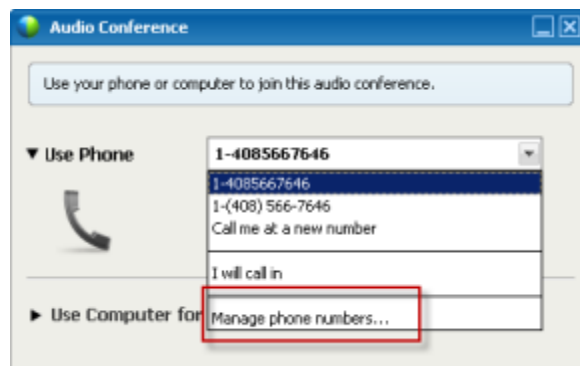 Audio Conference
Use your phone or computer to join this audio conference.
Use Phone
1-4085667646
1-4085667646
1-(408) 566-7646
Call me at a new number
I will call in
Use Computer for
Manage phone numbers...